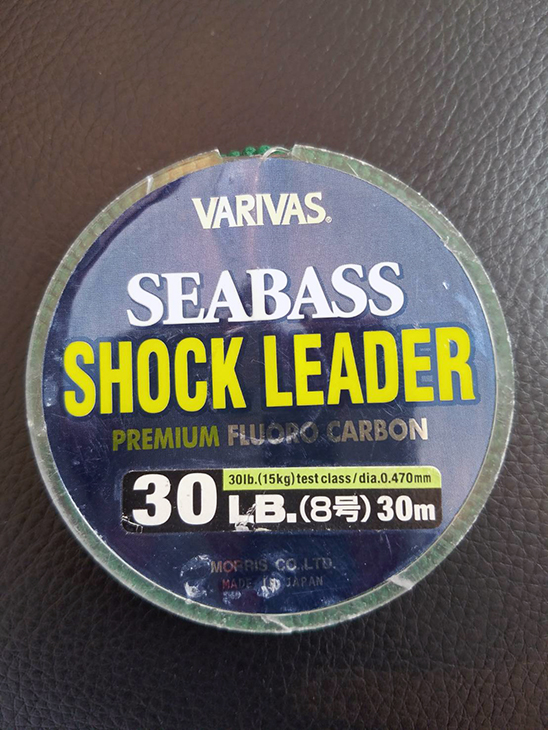 VARIVAS®
SEABASS
SHOCK LEADER
PREMIUM FLUORO CARBON
30lb.(15kg)test class/dia.0.470mm
30 LB.(8号)30m
MORRIS CO.,LTD.
MADE IN JAPAN